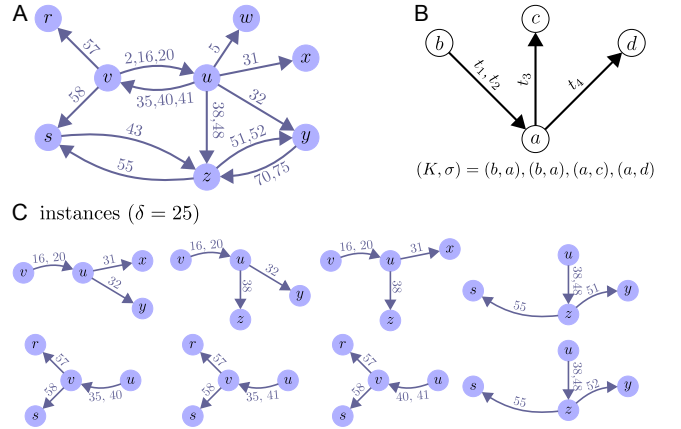 A
r
w
57
2,16,20
5
31
x
v
u
58
35,40,41
38,48
32
s
43
51,52
y
55
z
70,75
B
c
b
d
t1, t2
t3
t4
a
(K, σ) = (b, a), (b, a), (a, c), (a, d)
C instances (δ = 25)
v 16, 20 u 31 x
32
y
v 16, 20 u
38 32
z y
v 16, 20 u 31 x
38
z
u
38,48
s 55 z 51 y
r
57
v 35, 40 u
58
s
r
57
v 35, 41 u
58
s
r
57
v 40, 41 u
58
s
u
38,48
s 55 z 52 y